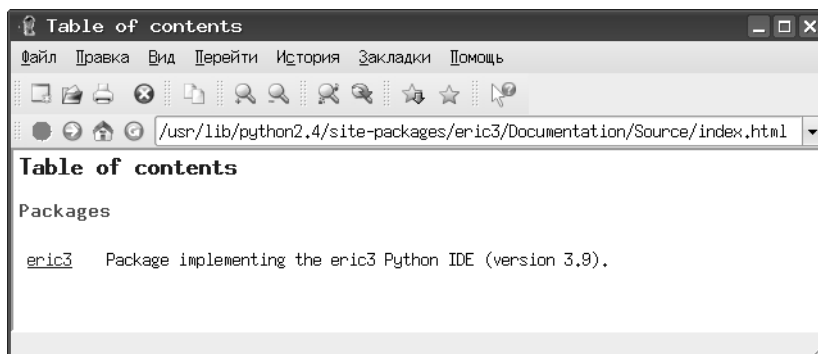 Table of contents
Файл Правка Вид Перейти История Закладки Помощь
/usr/lib/python2.4/site-packages/eric3/Documentation/Source/index.html
Table of contents
Packages
eric3 Package implementing the eric3 Python IDE (version 3.9).